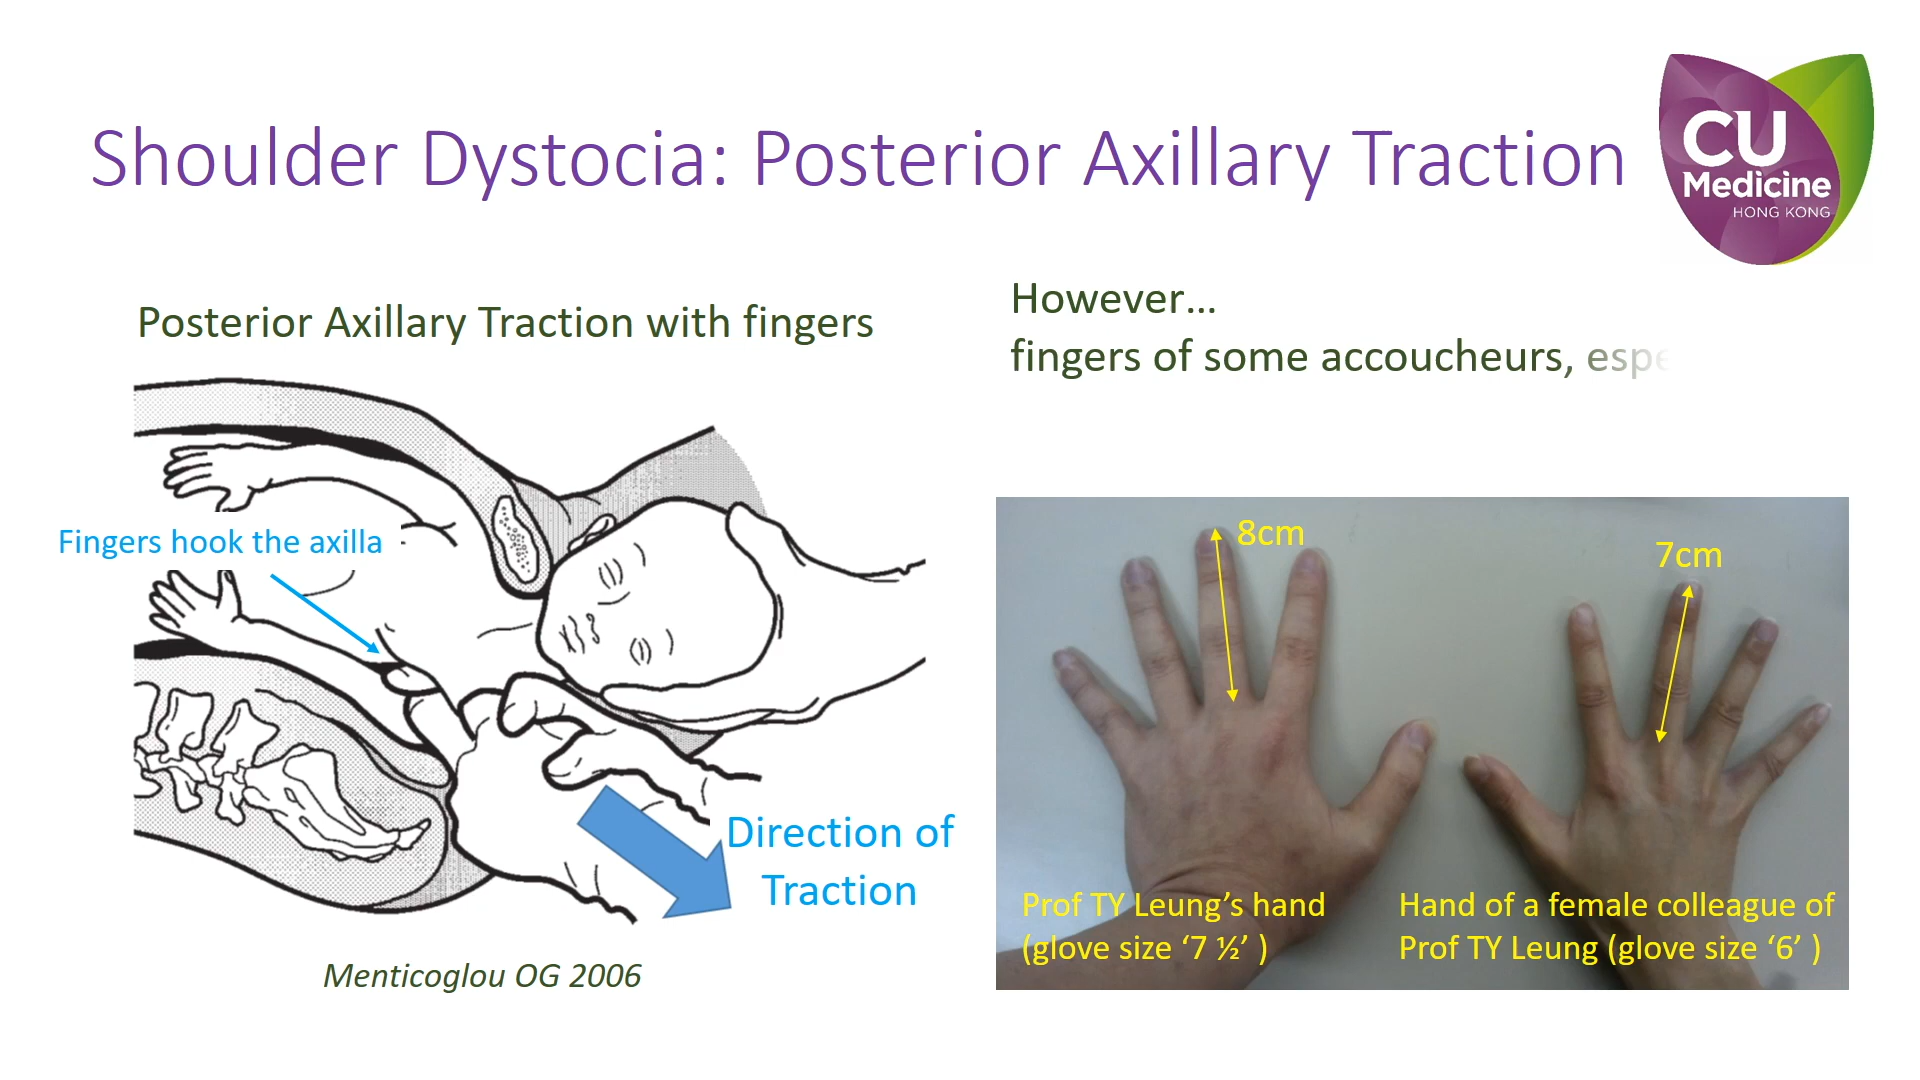 Shoulder Dystocia: Posterior Axillary Traction
CU
Medicine
HONG KONG
Posterior Axillary Traction with fingers
Fingers hook the axilla
Direction of
Traction
Menticoglou OG 2006
However...
fingers of some accoucheurs,
8cm
7cm
Prof TY Leung’s hand
(glove size ‘7 ½’ )
Hand of a female colleague of
Prof TY Leung (glove size ‘6’ )